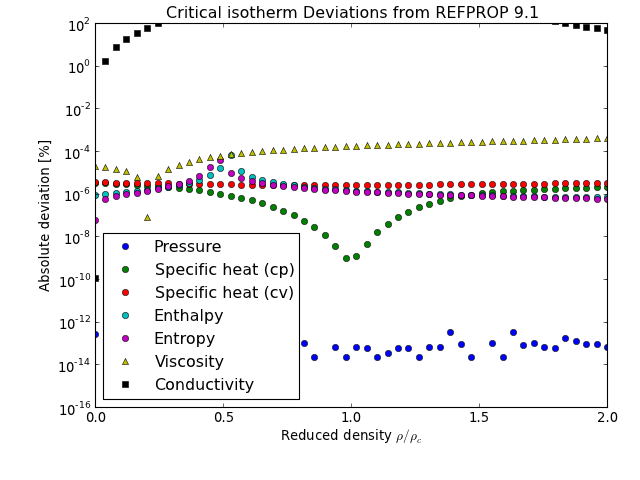 Critical isotherm Deviations from REFPROP 9.1
Absolute deviation [%]
10^2
10^0
10^-2
10^-4
10^-6
10^-8
10^-10
10^-12
10^-14
10^-16
Pressure
Specific heat (cp)
Specific heat (cv)
Enthalpy
Entropy
Viscosity
Conductivity
0.0 0.5 1.0 1.5 2.0
Reduced density ρ/ρ_c